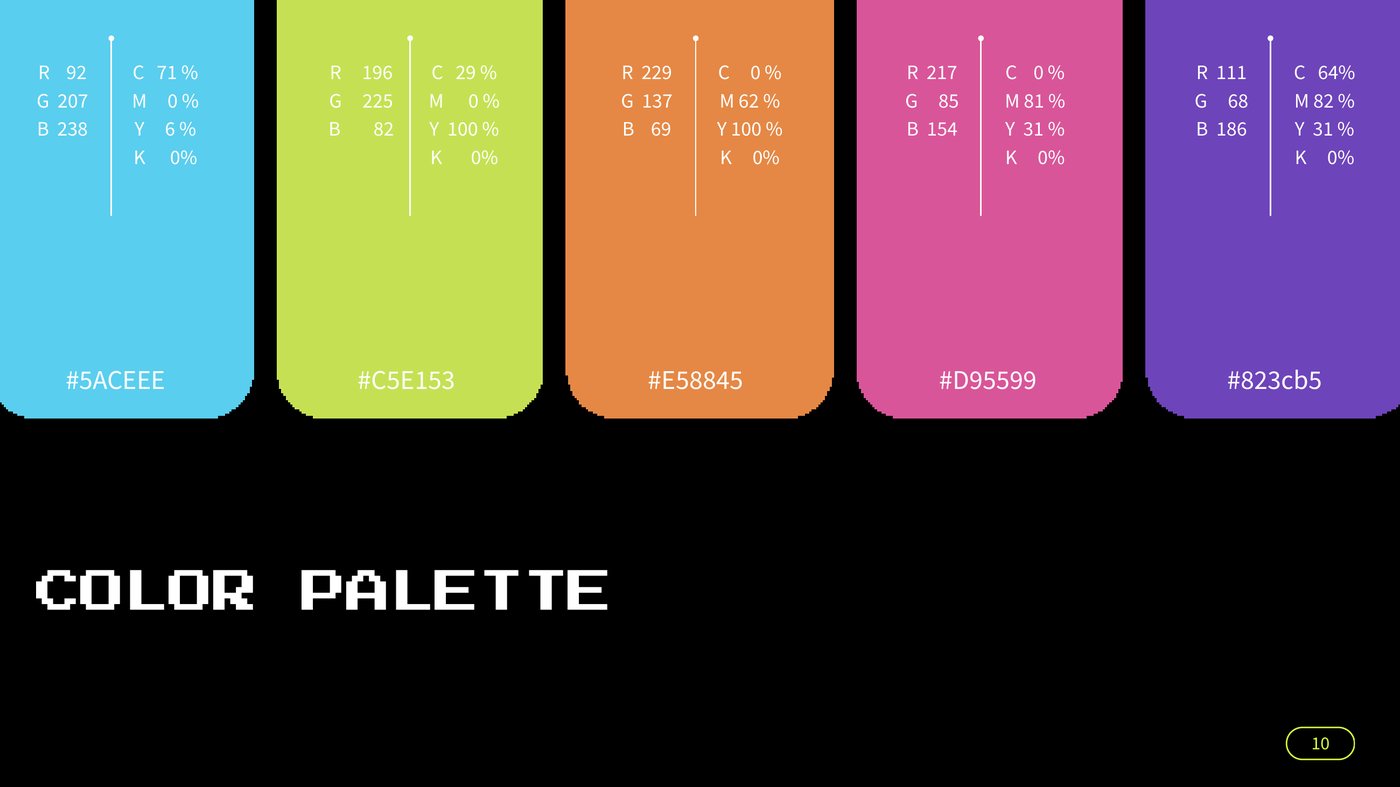 R 92 C 71 %
G 207 M 0 %
B 238 Y 6 %
K 0%
#5ACEEE
R 196 C 29 %
G 225 M 0 %
B 82 Y 100 %
K 0%
#C5E153
R 229 C 0 %
G 137 M 62 %
B 69 Y 100 %
K 0%
#E58845
R 217 C 0 %
G 85 M 81 %
B 154 Y 31 %
K 0%
#D95599
R 111 C 64%
G 68 M 82 %
B 186 Y 31 %
K 0%
#823cb5
COLOR PALETTE
10